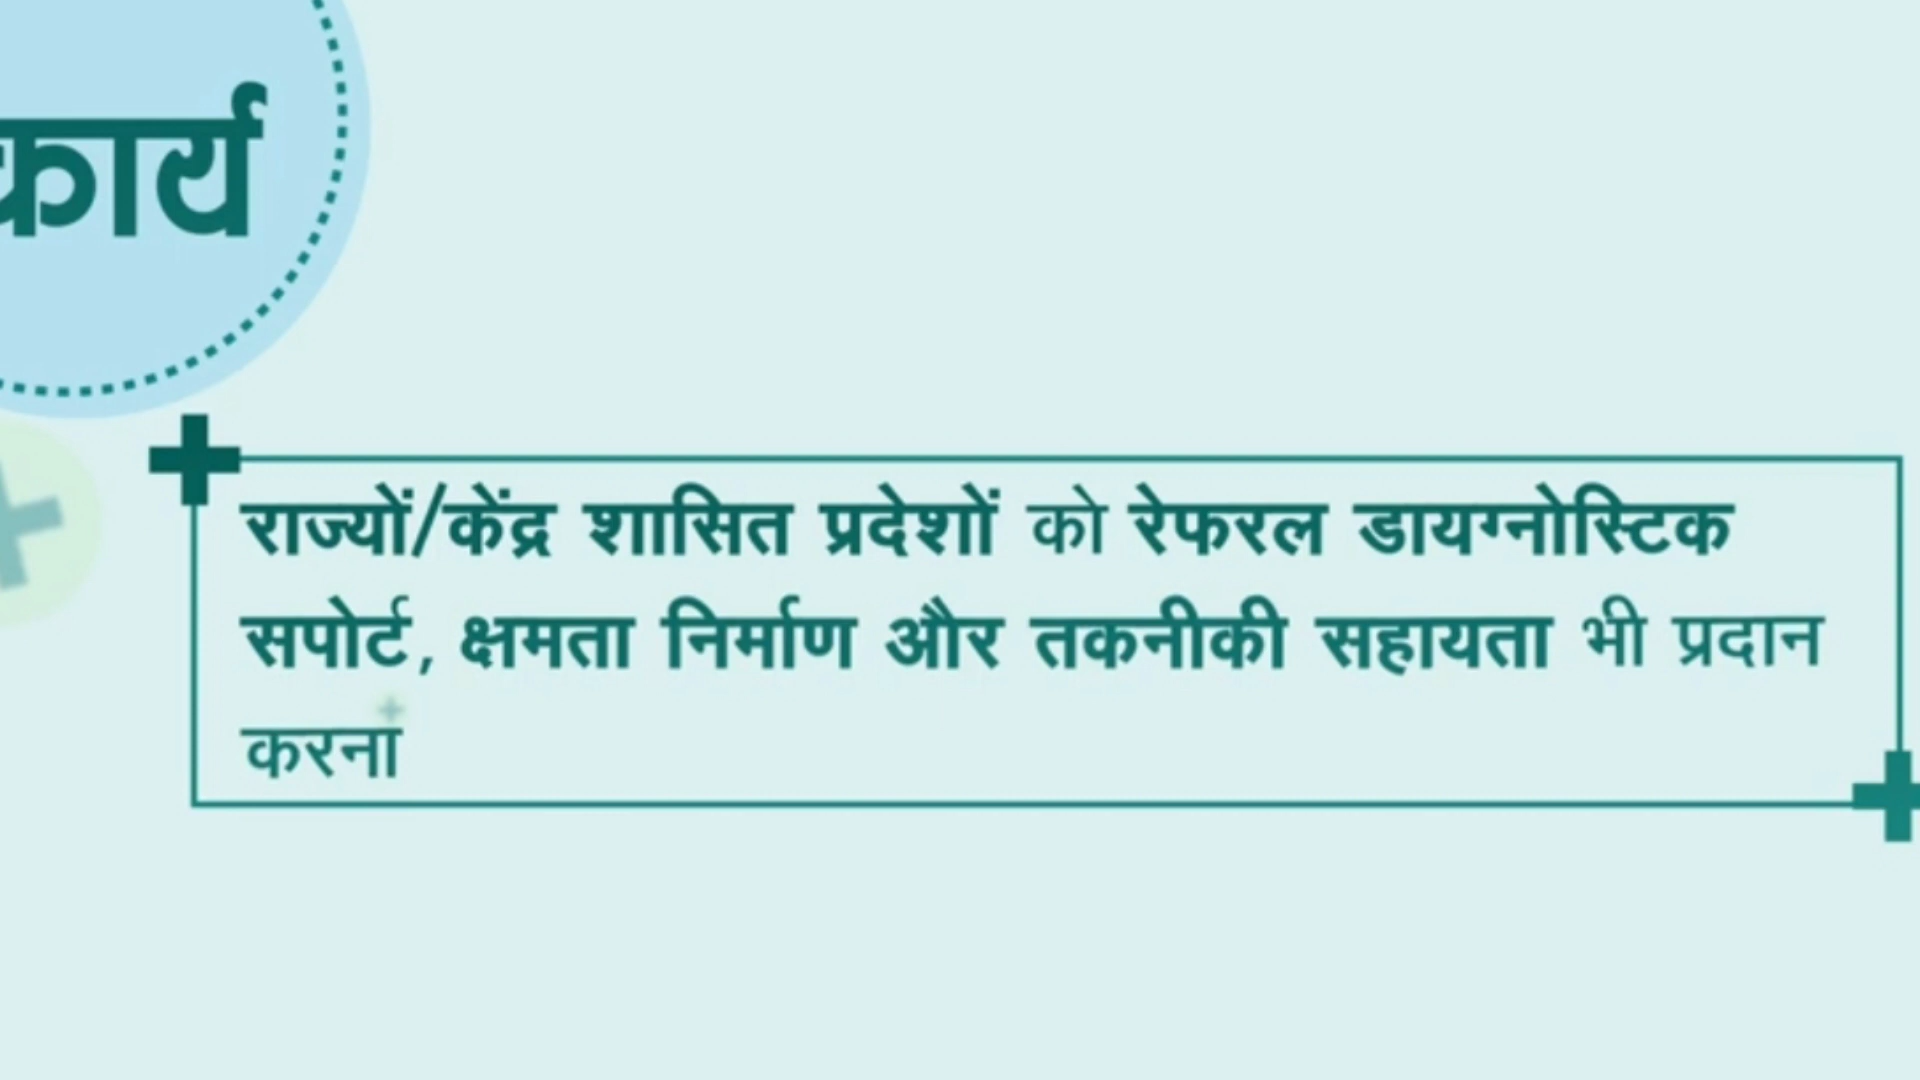 कार्य
राज्यों/केंद्र शासित प्रदेशों को रेफरल डायग्नोस्टिक
सपोर्ट, क्षमता निर्माण और तकनीकी सहायता भी प्रदान
करना